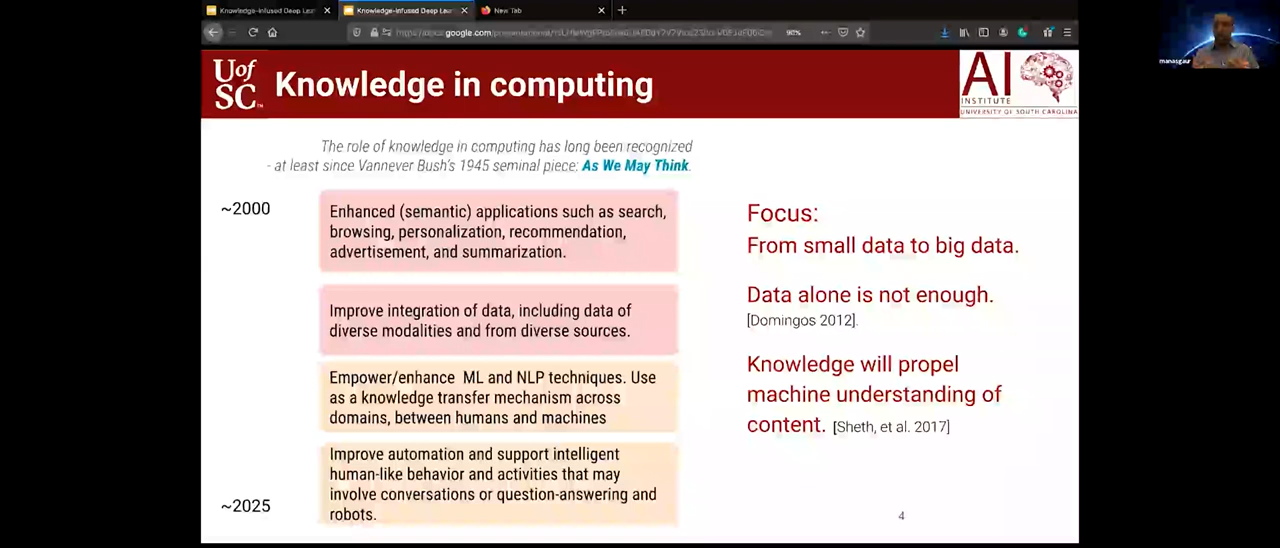 Knowledge-infused Deep Lear
Knowledge-infused Deep Lear
New Tab
google.com
90%
manasgaur
UofSC
Knowledge in computing
AI
INSTITUTE
UNIVERSITY OF SOUTH CAROLINA
The role of knowledge in computing has long been recognized
- at least since Vannever Bush's 1945 seminal piece: As We May Think.
~2000
Enhanced (semantic) applications such as search,
browsing, personalization, recommendation,
advertisement, and summarization.
Improve integration of data, including data of
diverse modalities and from diverse sources.
Empower/enhance ML and NLP techniques. Use
as a knowledge transfer mechanism across
domains, between humans and machines
Improve automation and support intelligent
human-like behavior and activities that may
involve conversations or question-answering and
robots.
~2025
Focus:
From small data to big data.
Data alone is not enough.
[Domingos 2012].
Knowledge will propel
machine understanding of
content. [Sheth, et al. 2017]
4